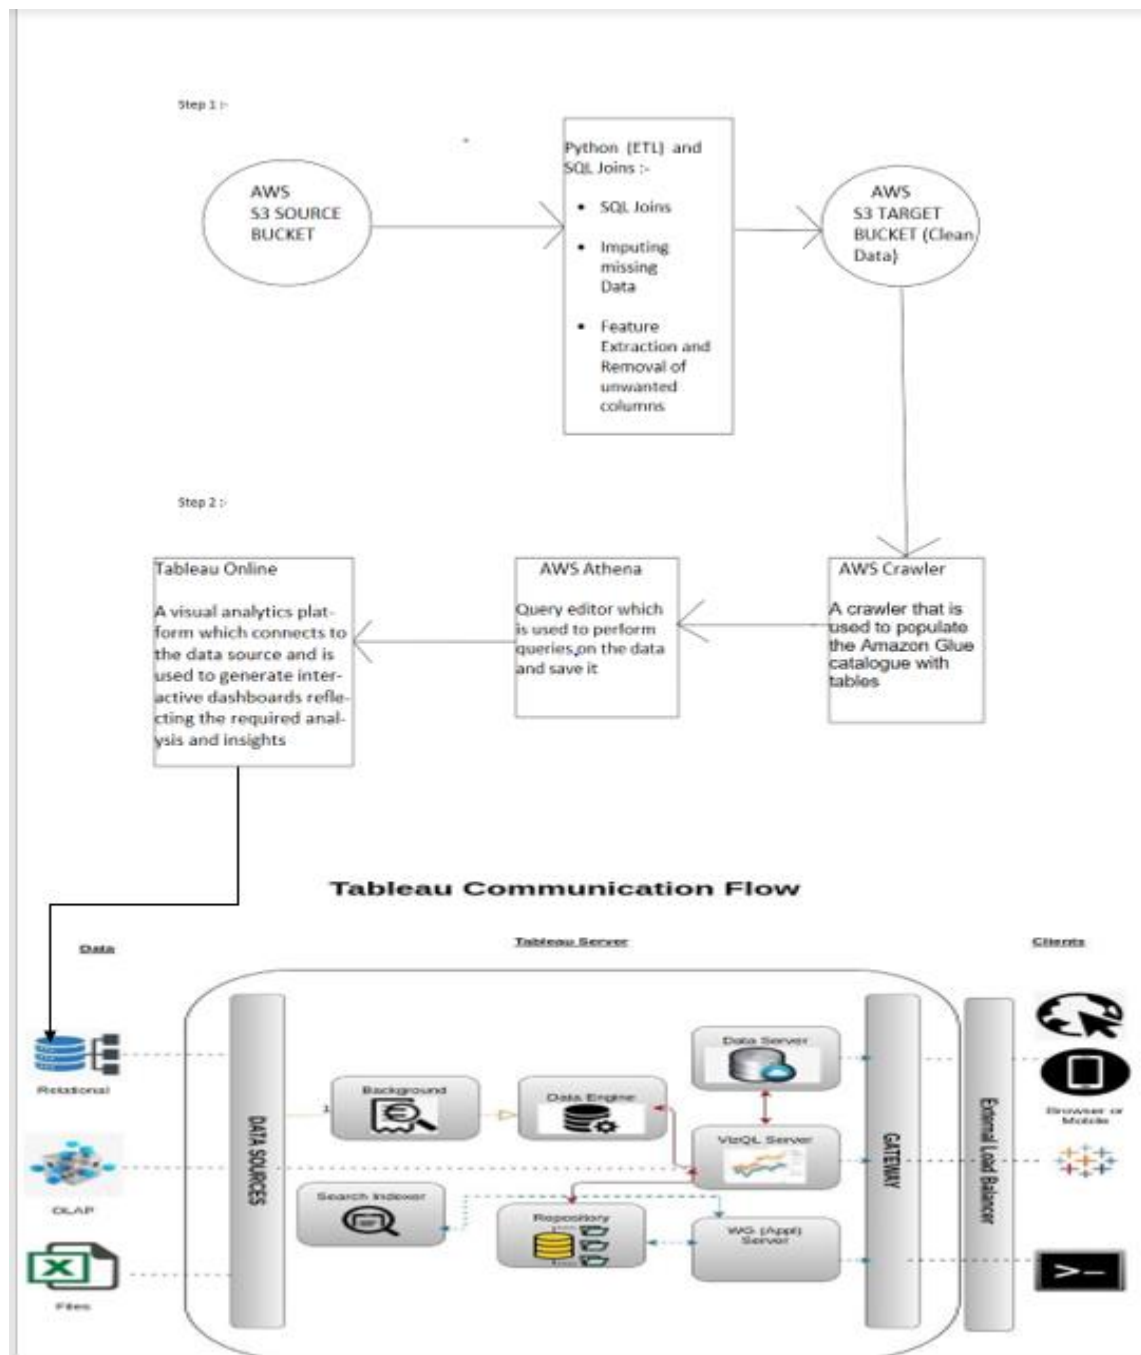 Step 1 :-
AWS
S3 SOURCE
BUCKET
Python (ETL) and
SQL Joins :-
• SQL Joins
• Imputing
missing
Data
• Feature
Extraction and
Removal of
unwanted
columns
AWS
S3 TARGET
BUCKET (Clean
Data)
Step 2 :-
Tableau Online
A visual analytics plat-
form which connects to
the data source and is
used to generate inter-
active dashboards refle-
cting the required anal-
ysis and insights
AWS Athena
Query editor which
is used to perform
queries on the data
and save it
AWS Crawler
A crawler that is
used to populate
the Amazon Glue
catalogue with
tables
Tableau Communication Flow
Data
Tableau Server
Clients
Relational
OLAP
Files
DATA SOURCES
Background
1
Data Engine
Search Indexer
Repository
Data Server
VizQL Server
WG (Appl)
Server
GATEWAY
External Load Balancer
Browser or
Mobile
>-